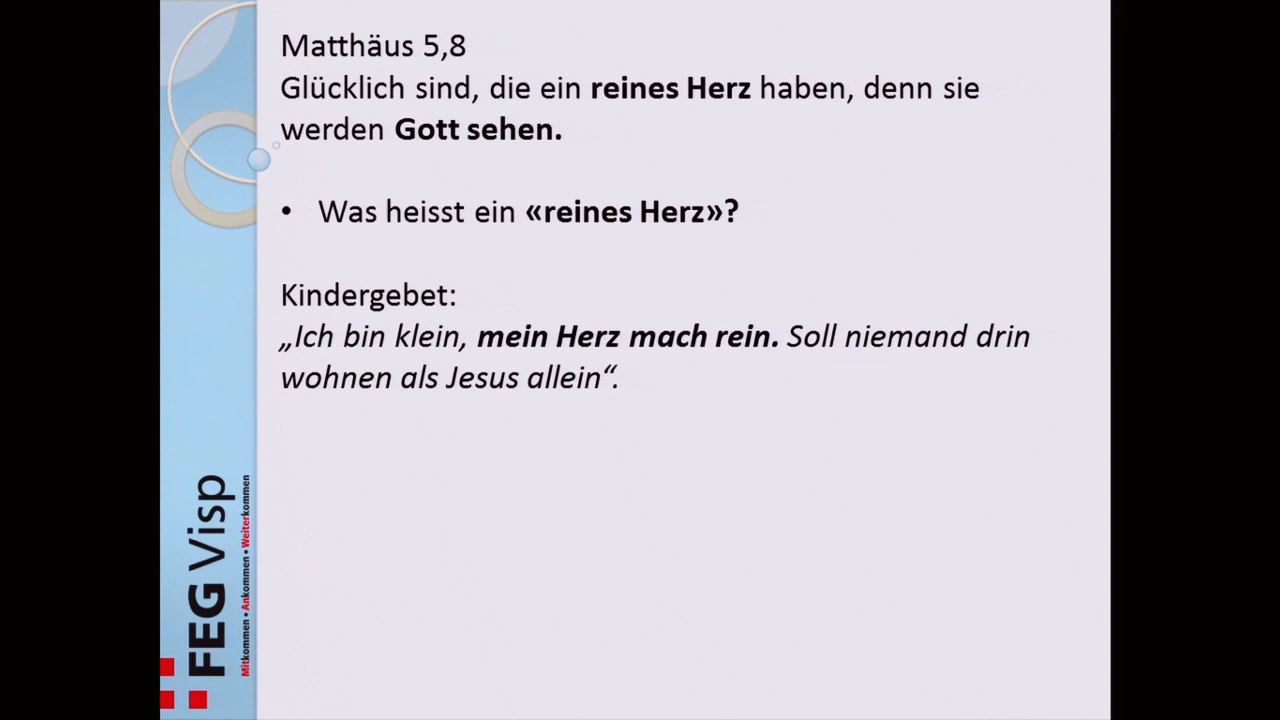 Matthäus 5,8
Glücklich sind, die ein reines Herz haben, denn sie
werden Gott sehen.
• Was heisst ein «reines Herz»?
Kindergebet:
„Ich bin klein, mein Herz mach rein. Soll niemand drin
wohnen als Jesus allein“.
FEG Visp
Mitkommen • Ankommen • Weiterkommen